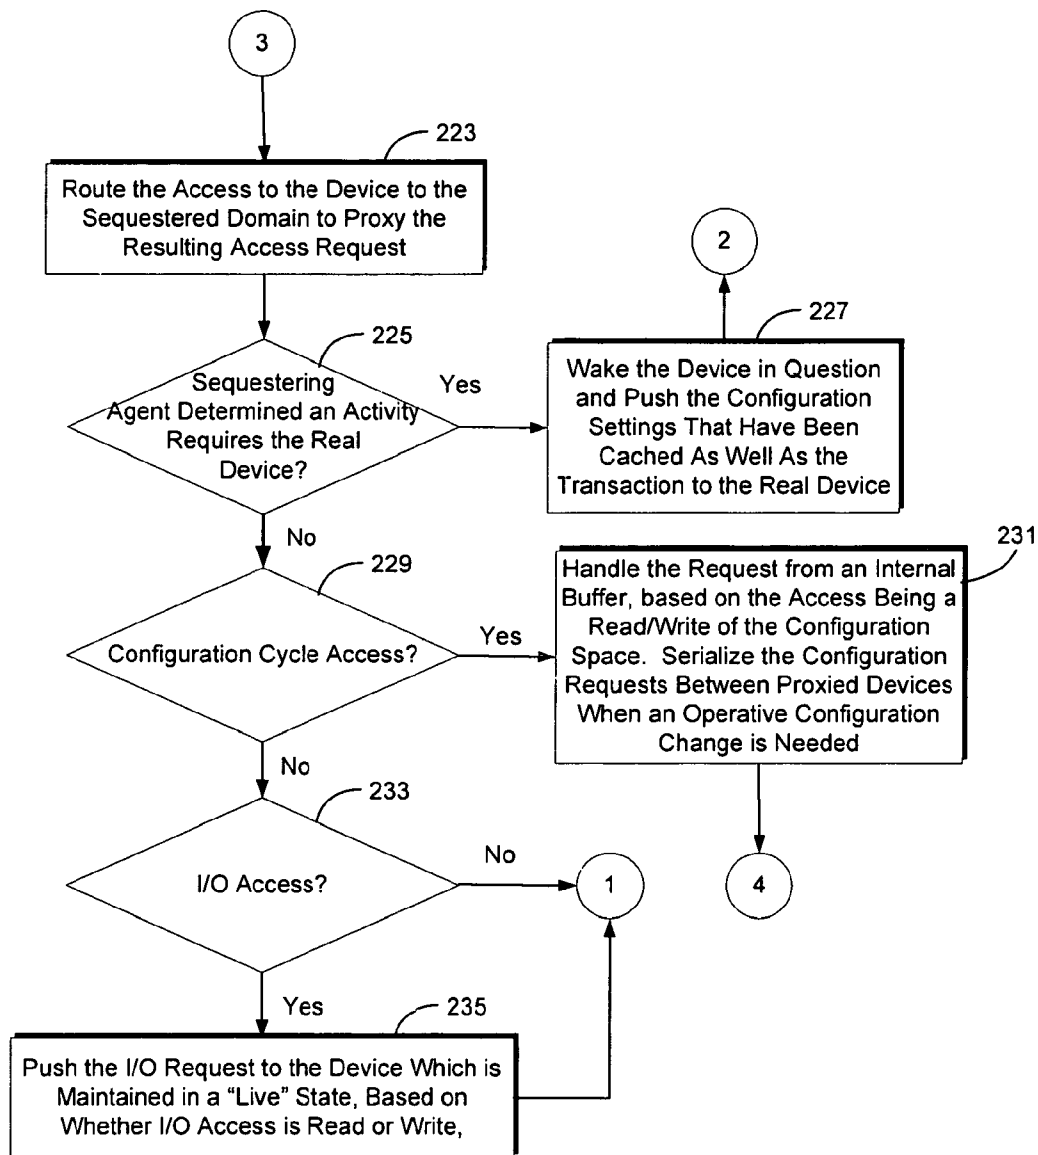 3
223
Route the Access to the Device to the
Sequestered Domain to Proxy the
Resulting Access Request
2
225
Sequestering
Agent Determined an Activity
Requires the Real
Device?
Yes
227
Wake the Device in Question
and Push the Configuration
Settings That Have Been
Cached As Well As the
Transaction to the Real Device
No
229
Configuration Cycle Access?
Yes
231
Handle the Request from an Internal
Buffer, based on the Access Being a
Read/Write of the Configuration
Space.  Serialize the Configuration
Requests Between Proxied Devices
When an Operative Configuration
Change is Needed
No
233
I/O Access?
No
1
4
Yes
235
Push the I/O Request to the Device Which is
Maintained in a “Live” State, Based on
Whether I/O Access is Read or Write,